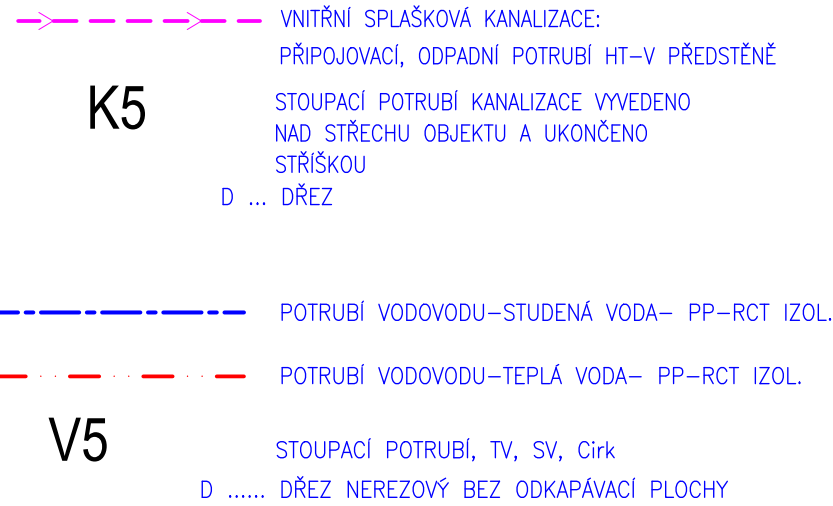 VNITŘNÍ SPLAŠKOVÁ KANALIZACE:
PŘIPOJOVACÍ, ODPADNÍ POTRUBÍ HT–V PŘEDSTĚNĚ
K5
STOUPACÍ POTRUBÍ KANALIZACE VYVEDENO
NAD STŘECHU OBJEKTU A UKONČENO
STŘÍŠKOU
D ... DŘEZ
POTRUBÍ VODOVODU–STUDENÁ VODA– PP–RCT IZOL.
POTRUBÍ VODOVODU–TEPLÁ VODA– PP–RCT IZOL.
V5
STOUPACÍ POTRUBÍ, TV, SV, Cirk
D ...... DŘEZ NEREZOVÝ BEZ ODKAPÁVACÍ PLOCHY